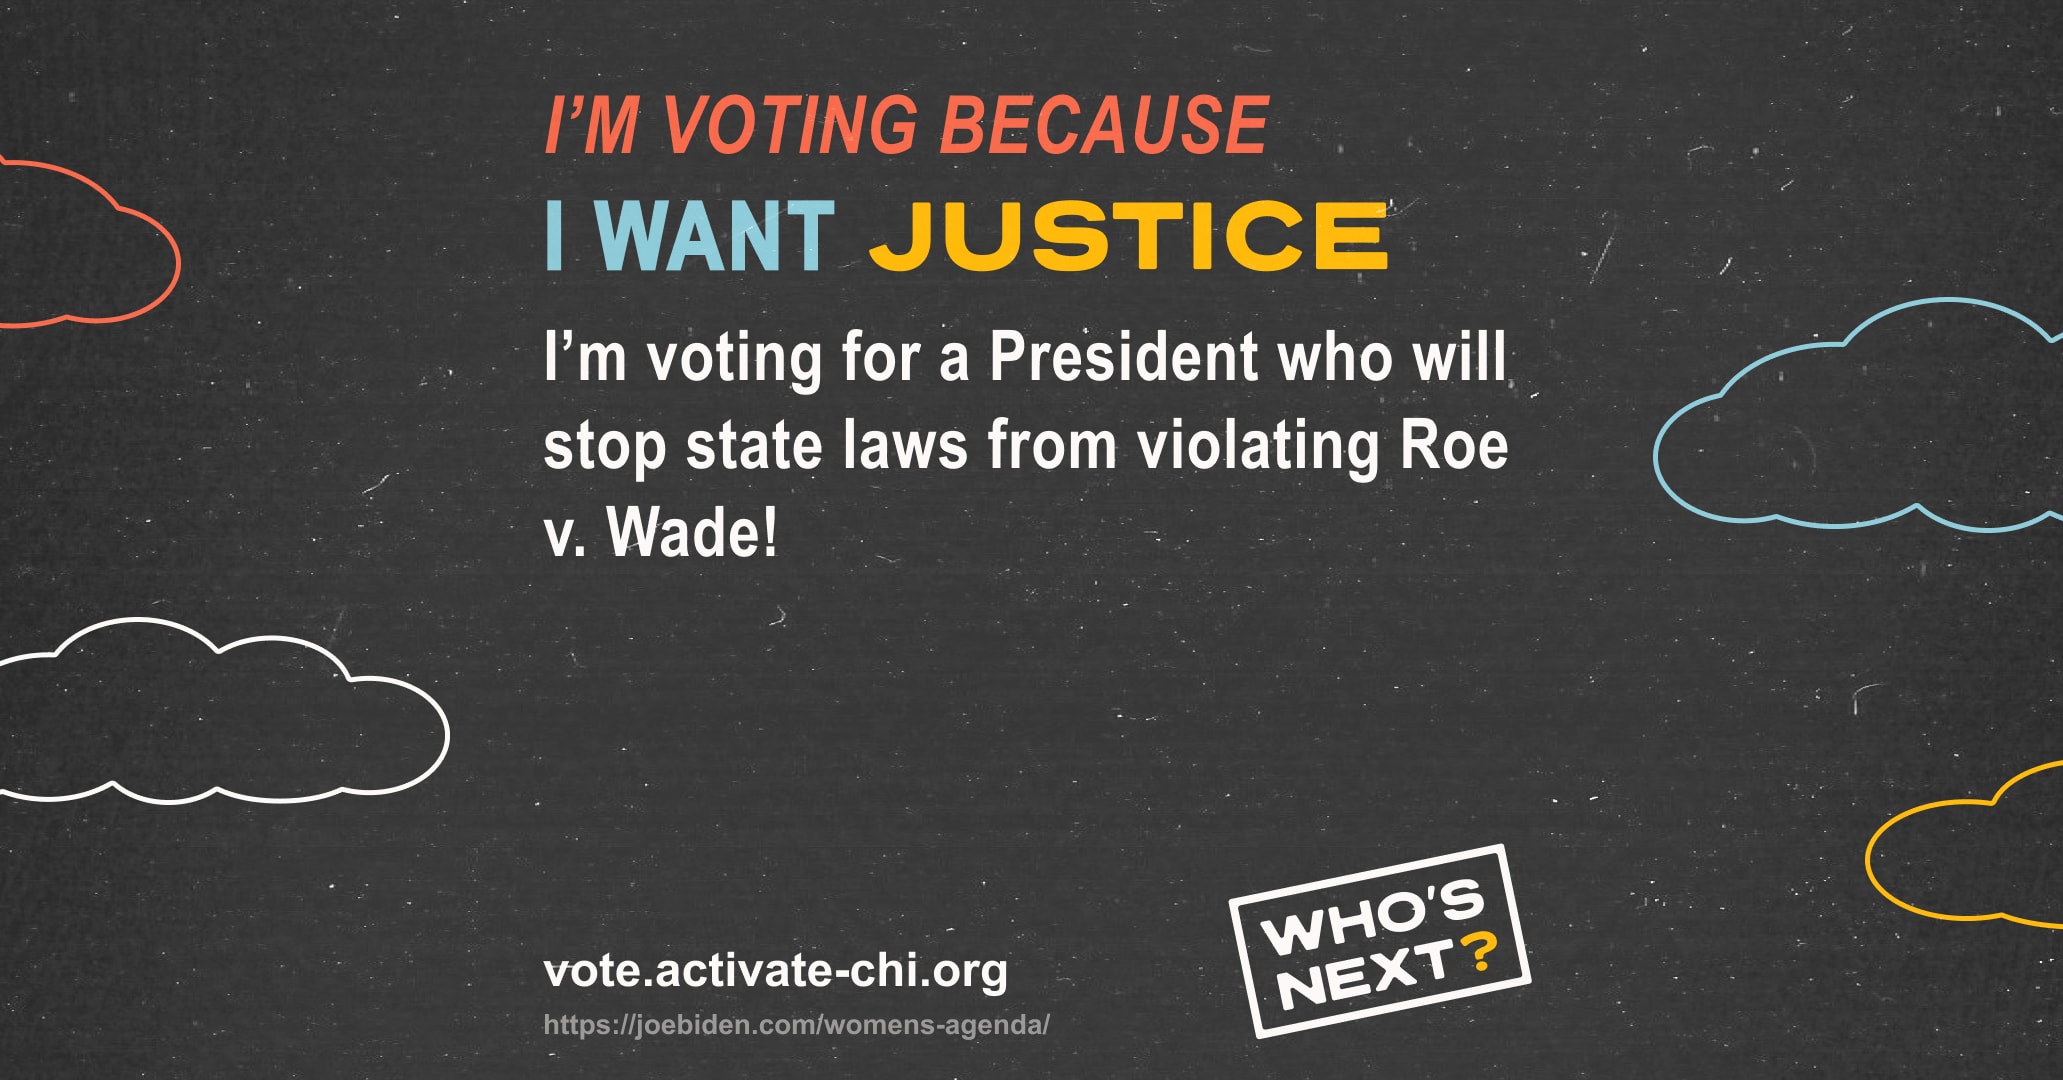 I’M VOTING BECAUSE
I WANT JUSTICE
I’m voting for a President who will
stop state laws from violating Roe
v. Wade!
vote.activate-chi.org
https://joebiden.com/womens-agenda/
WHO’S
NEXT?